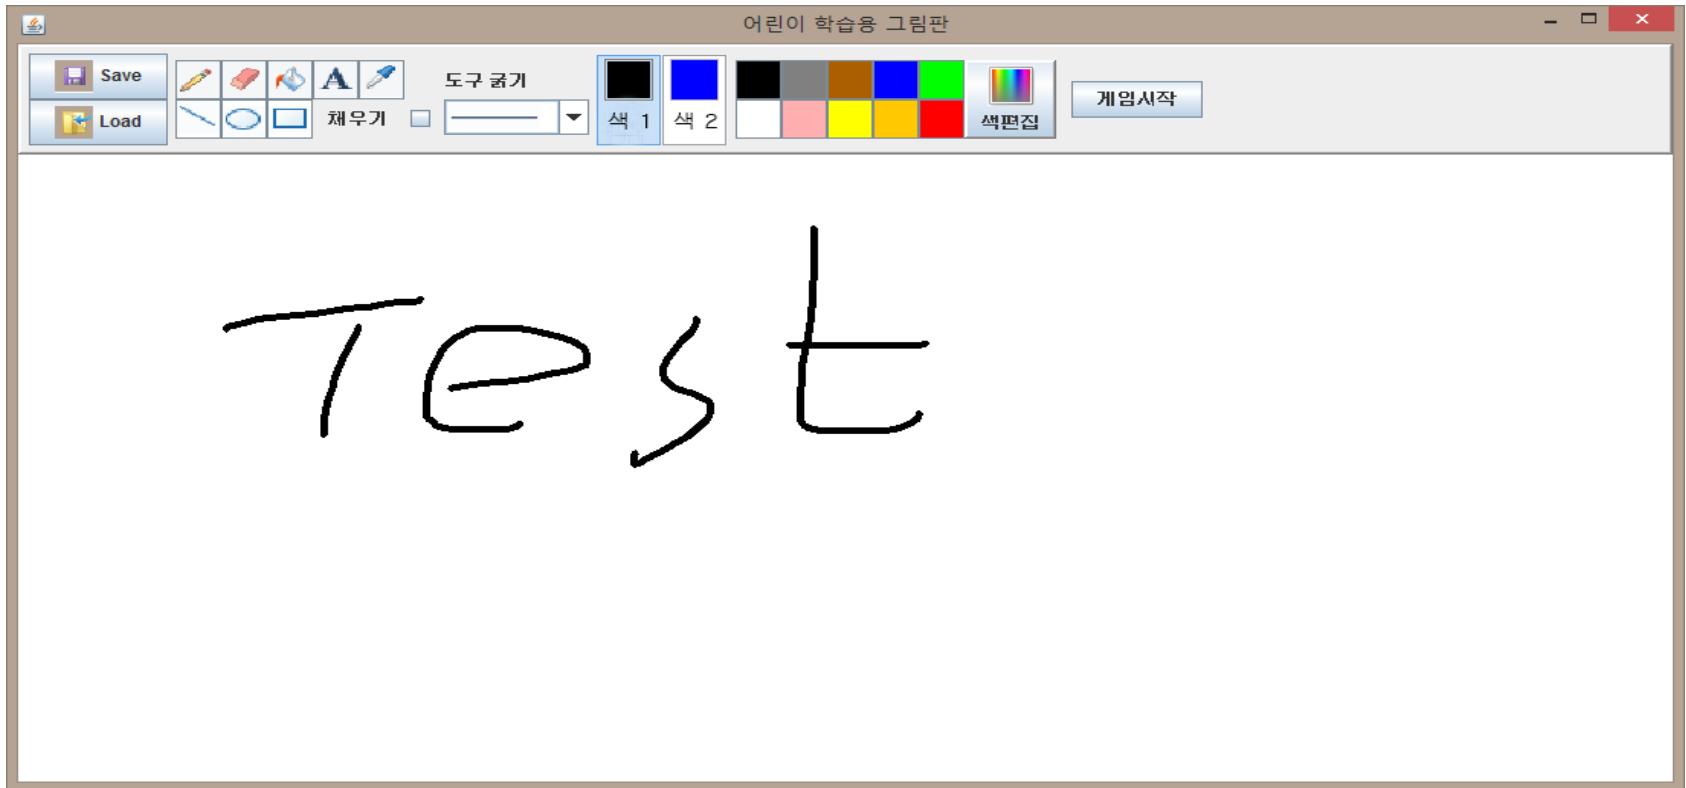 어린이 학습용 그림판
Save
Load
A
채우기
도구 굵기
색 1
색 2
색편집
게임시작
Test